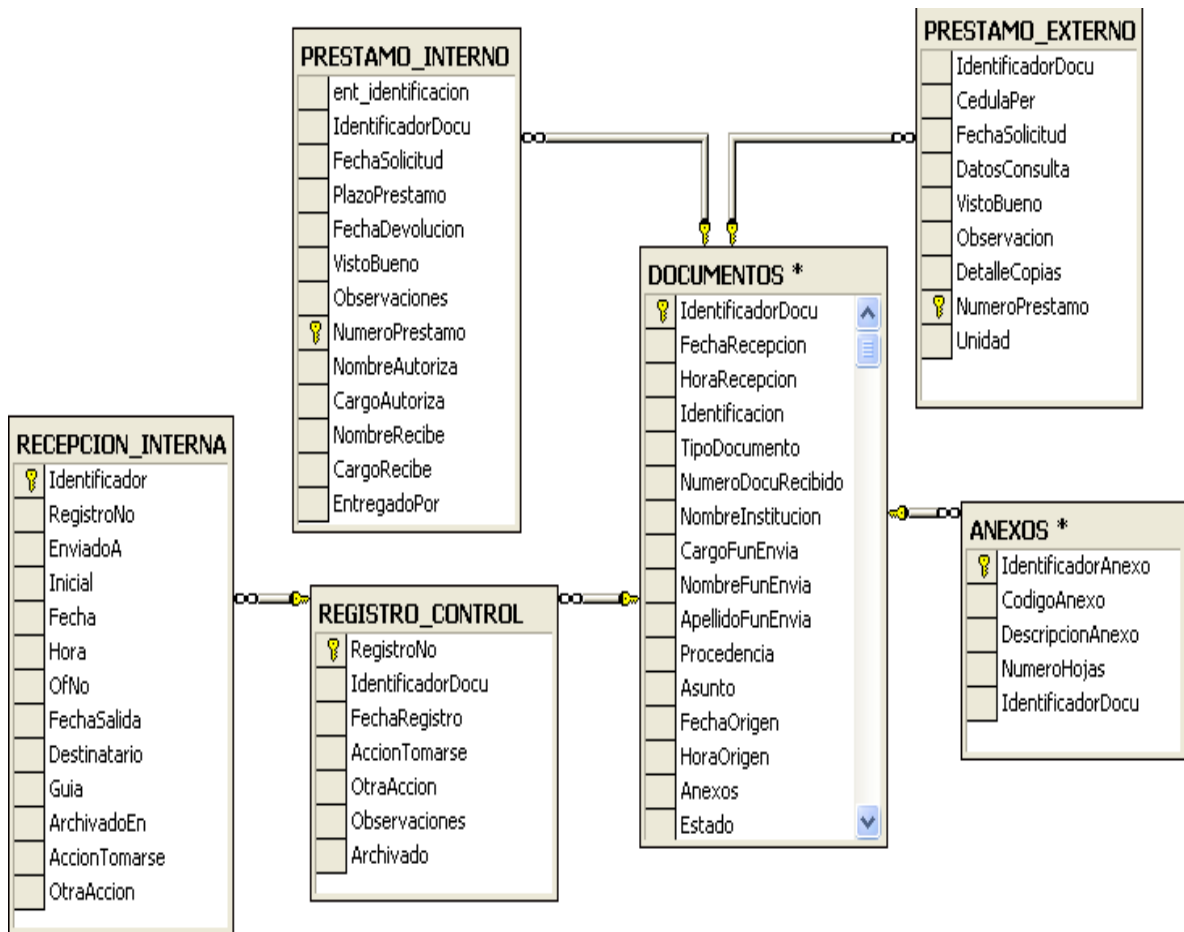 PRESTAMO_INTERNO
ent_identificacion
IdentificadorDocu
FechaSolicitud
PlazoPrestamo
FechaDevolucion
VistoBueno
Observaciones
NumeroPrestamo
NombreAutoriza
CargoAutoriza
NombreRecibe
CargoRecibe
EntregadoPor
PRESTAMO_EXTERNO
IdentificadorDocu
CedulaPer
FechaSolicitud
DatosConsulta
VistoBueno
Observacion
DetalleCopias
NumeroPrestamo
Unidad
DOCUMENTOS *
IdentificadorDocu
FechaRecepcion
HoraRecepcion
Identificacion
TipoDocumento
NumeroDocuRecibido
NombreInstitucion
CargoFunEnvia
NombreFunEnvia
ApellidoFunEnvia
Procedencia
Asunto
FechaOrigen
HoraOrigen
Anexos
Estado
RECEPCION_INTERNA
Identificador
RegistroNo
EnviadoA
Inicial
Fecha
Hora
OfNo
FechaSalida
Destinatario
Guia
ArchivadoEn
AccionTomarse
OtraAccion
REGISTRO_CONTROL
RegistroNo
IdentificadorDocu
FechaRegistro
AccionTomarse
OtraAccion
Observaciones
Archivado
ANEXOS *
IdentificadorAnexo
CodigoAnexo
DescripcionAnexo
NumeroHojas
IdentificadorDocu